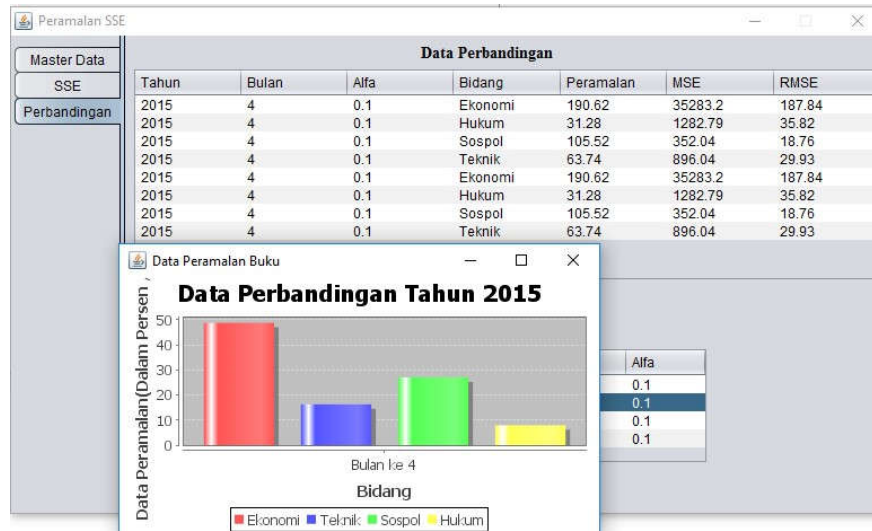 Peramalan SSE
Master Data
SSE
Perbandingan
Data Perbandingan
Tahun Bulan Alfa Bidang Peramalan MSE RMSE
2015 4 0.1 Ekonomi 190.62 35283.2 187.84
2015 4 0.1 Hukum 31.28 1282.79 35.82
2015 4 0.1 Sospol 105.52 352.04 18.76
2015 4 0.1 Teknik 63.74 896.04 29.93
2015 4 0.1 Ekonomi 190.62 35283.2 187.84
2015 4 0.1 Hukum 31.28 1282.79 35.82
2015 4 0.1 Sospol 105.52 352.04 18.76
2015 4 0.1 Teknik 63.74 896.04 29.93
Data Peramalan Buku
Data Perbandingan Tahun 2015
Data Peramalan(Dalam Persen
50
40
30
20
10
0
Bulan ke 4
Bidang
Ekonomi Teknik Sospol Hukum
Alfa
0.1
0.1
0.1
0.1